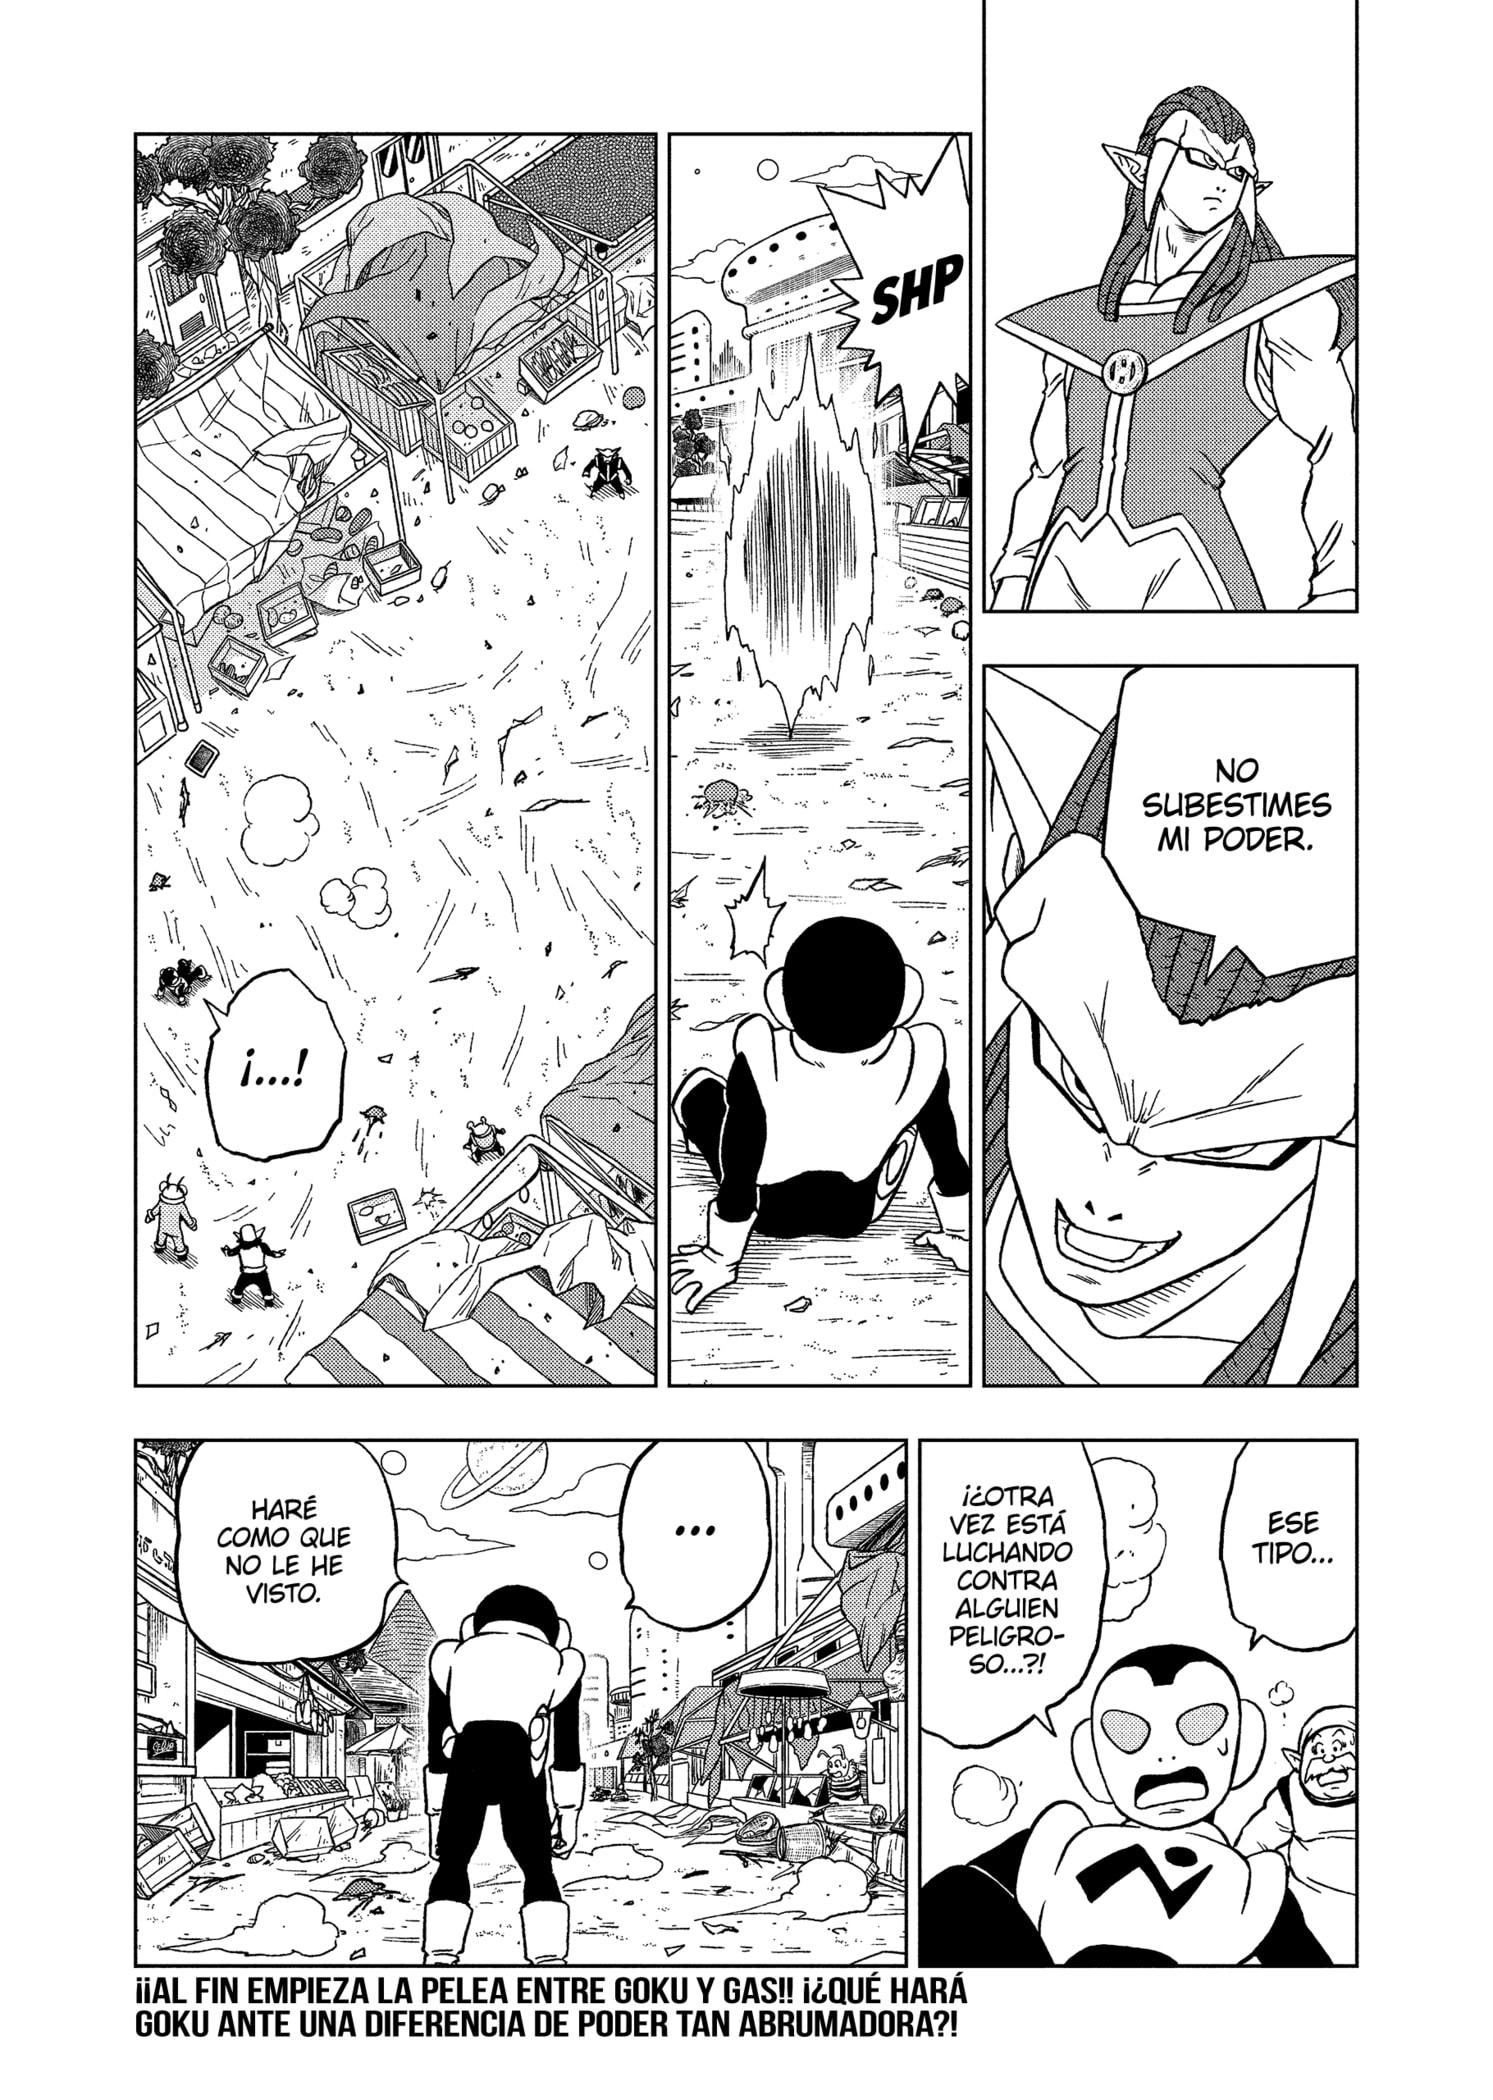 NO
SUBESTIMES
MI PODER.
SHP
¡....!
ESE
TIPO...
¡¿OTRA
VEZ ESTÁ
LUCHANDO
CONTRA
ALGUIEN
PELIGRO-
SO...?!
...
HARÉ
COMO QUE
NO LE HE
VISTO.
¡¡AL FIN EMPIEZA LA PELEA ENTRE GOKU Y GAS!! ¡¿QUÉ HARÁ
GOKU ANTE UNA DIFERENCIA DE PODER TAN ABRUMADORA?!